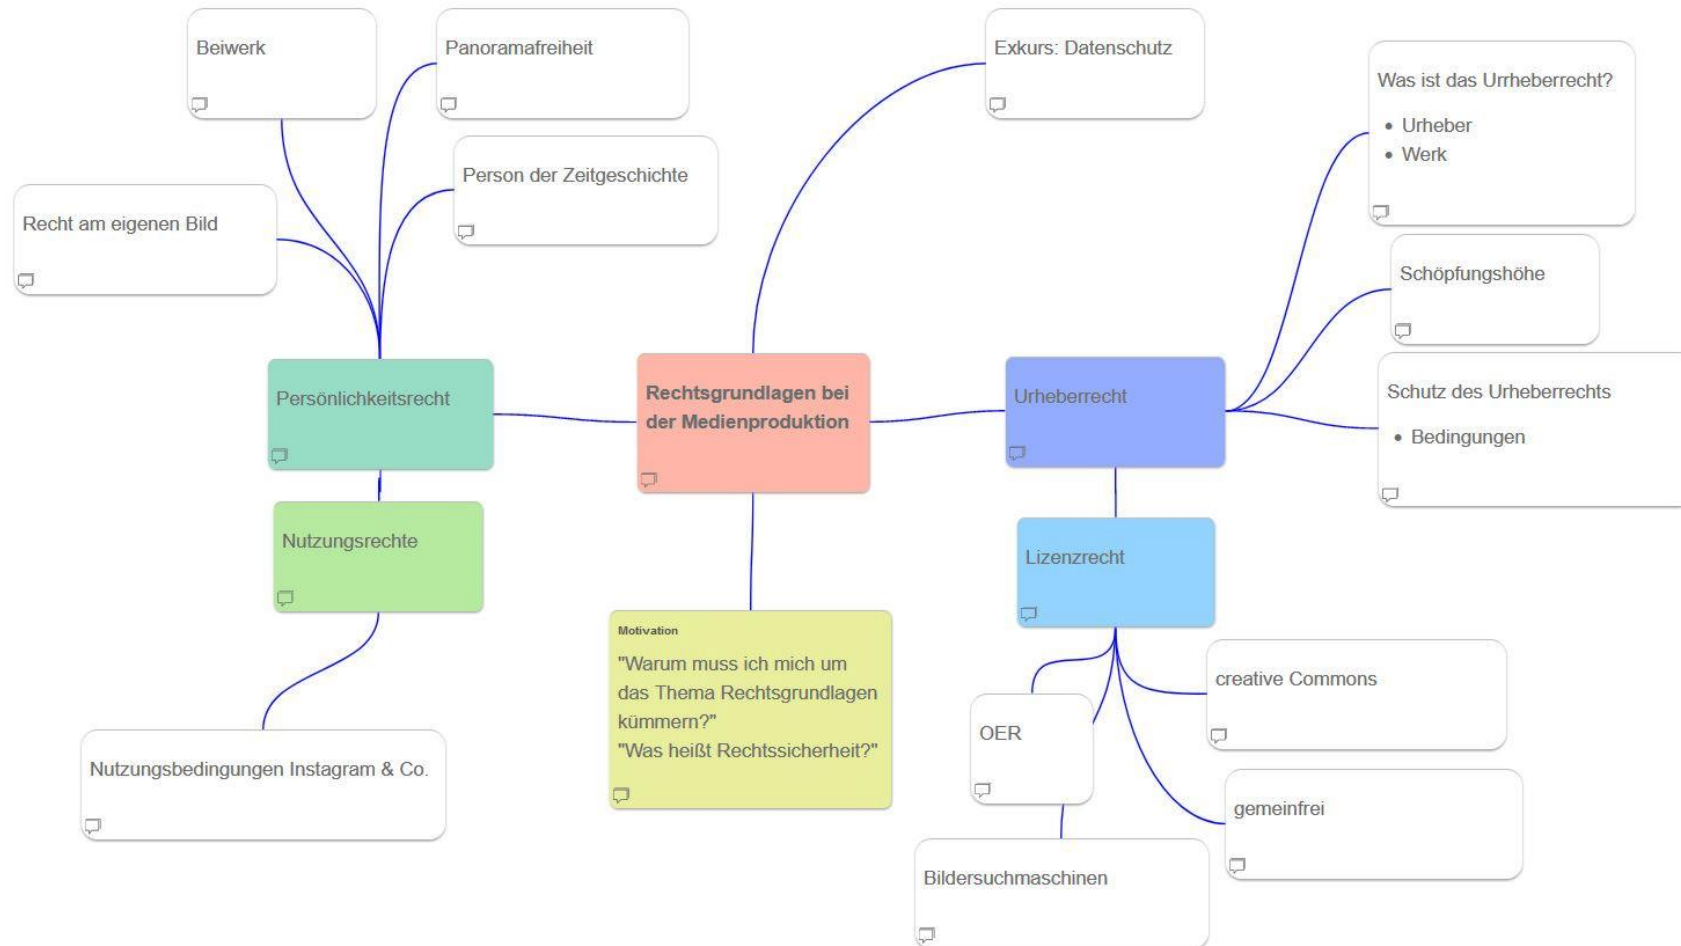 Beiwerk
Panoramafreiheit
Exkurs: Datenschutz
Was ist das Urrheberrecht?
• Urheber
• Werk
Person der Zeitgeschichte
Recht am eigenen Bild
Schöpfungshöhe
Persönlichkeitsrecht
Rechtsgrundlagen bei
der Medienproduktion
Urheberrecht
Schutz des Urheberrechts
• Bedingungen
Nutzungsrechte
Lizenzrecht
Motivation
"Warum muss ich mich um
das Thema Rechtsgrundlagen
kümmern?"
"Was heißt Rechtssicherheit?"
creative Commons
OER
Nutzungsbedingungen Instagram & Co.
gemeinfrei
Bildersuchmaschinen